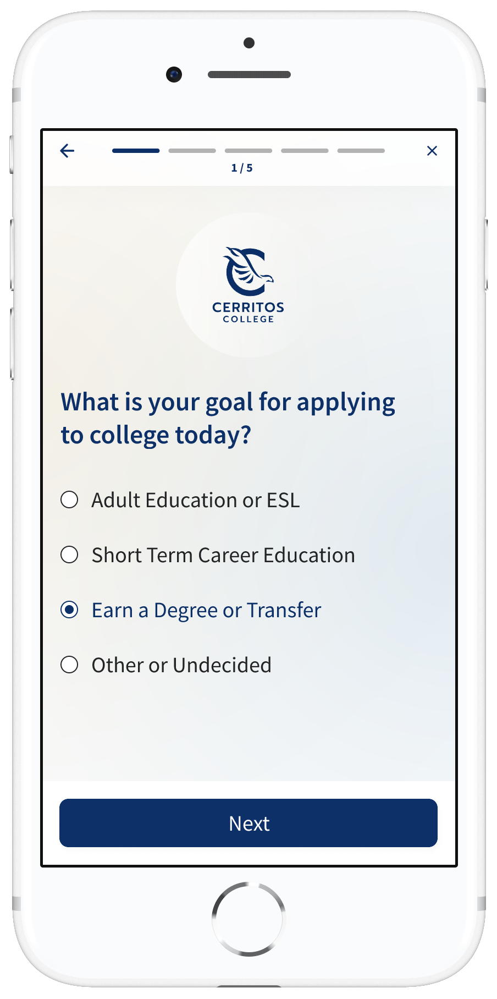 1 / 5
CERRITOS
COLLEGE
What is your goal for applying
to college today?
Adult Education or ESL
Short Term Career Education
Earn a Degree or Transfer
Other or Undecided
Next